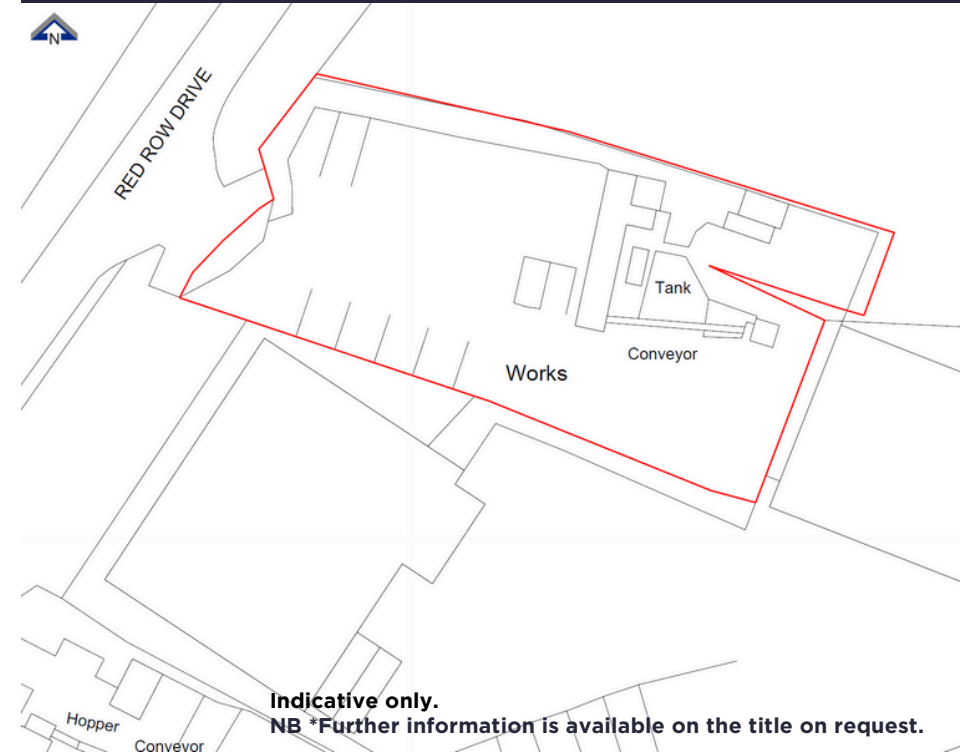 N
RED ROW DRIVE
Tank
Conveyor
Works
Hopper
Conveyor
Indicative only.
NB *Further information is available on the title on request.